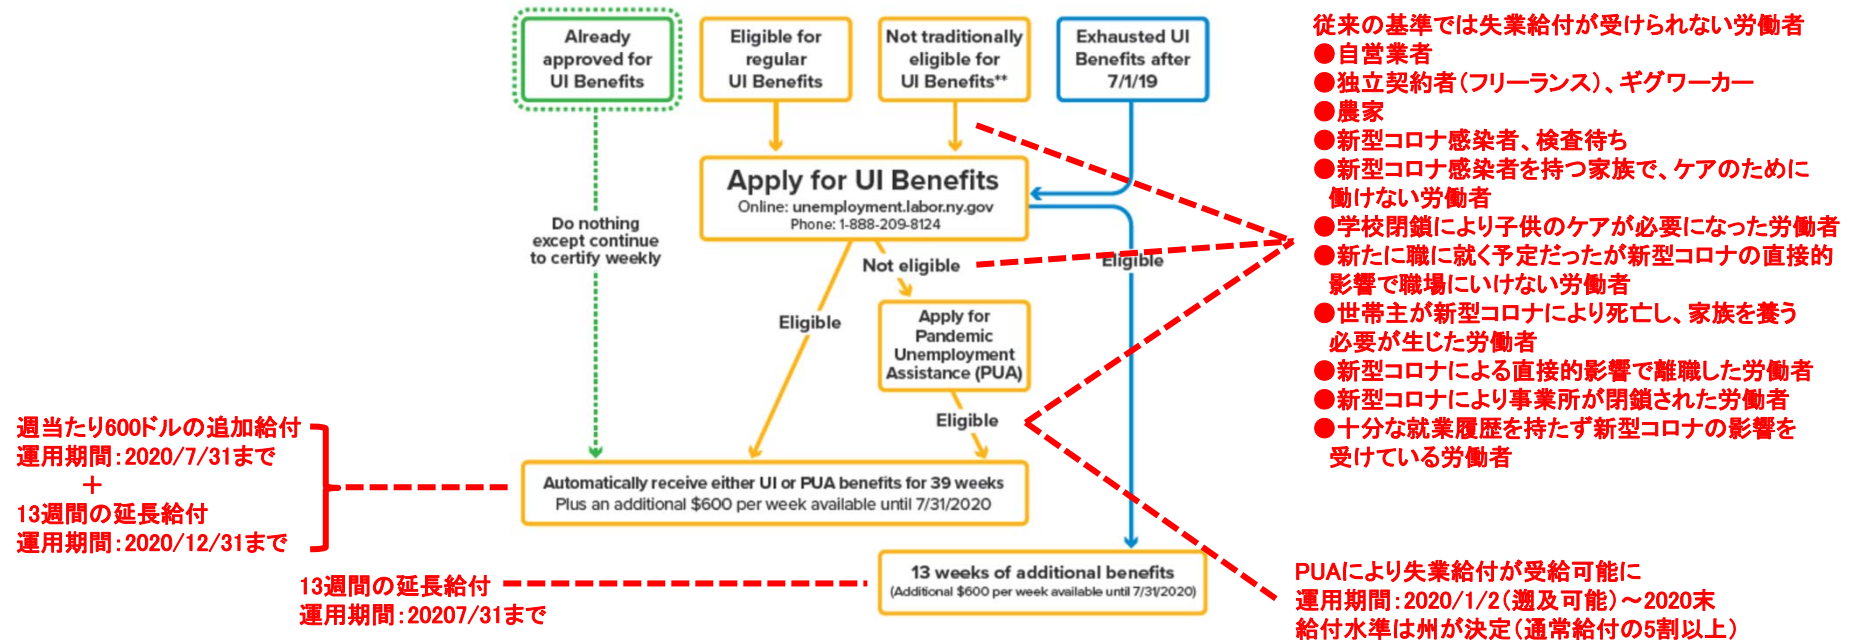 Already
approved for
UI Benefits
Eligible for
regular
UI Benefits
Not traditionally
eligible for
UI Benefits**
Exhausted UI
Benefits after
7/1/19
Apply for UI Benefits
Online: unemployment.labor.ny.gov
Phone: 1-888-209-8124
Do nothing
except continue
to certify weekly
Not eligible
Eligible
Eligible
Apply for
Pandemic
Unemployment
Assistance (PUA)
Eligible
Automatically receive either UI or PUA benefits for 39 weeks
Plus an additional $600 per week available until 7/31/2020
13 weeks of additional benefits
(Additional $600 per week available until 7/31/2020)
週当たり600ドルの追加給付
運用期間：2020/7/31まで
＋
13週間の延長給付
運用期間：2020/12/31まで
13週間の延長給付
運用期間：20207/31まで
従来の基準では失業給付が受けられない労働者
●自営業者
●独立契約者（フリーランス）、ギグワーカー
●農家
●新型コロナ感染者、検査待ち
●新型コロナ感染者を持つ家族で、ケアのために
働けない労働者
●学校閉鎖により子供のケアが必要になった労働者
●新たに職に就く予定だったが新型コロナの直接的
影響で職場にいけない労働者
●世帯主が新型コロナにより死亡し、家族を養う
必要が生じた労働者
●新型コロナによる直接的影響で離職した労働者
●新型コロナにより事業所が閉鎖された労働者
●十分な就業履歴を持たず新型コロナの影響を
受けている労働者
PUAにより失業給付が受給可能に
運用期間：2020/1/2（遡及可能）～2020末
給付水準は州が決定（通常給付の5割以上）